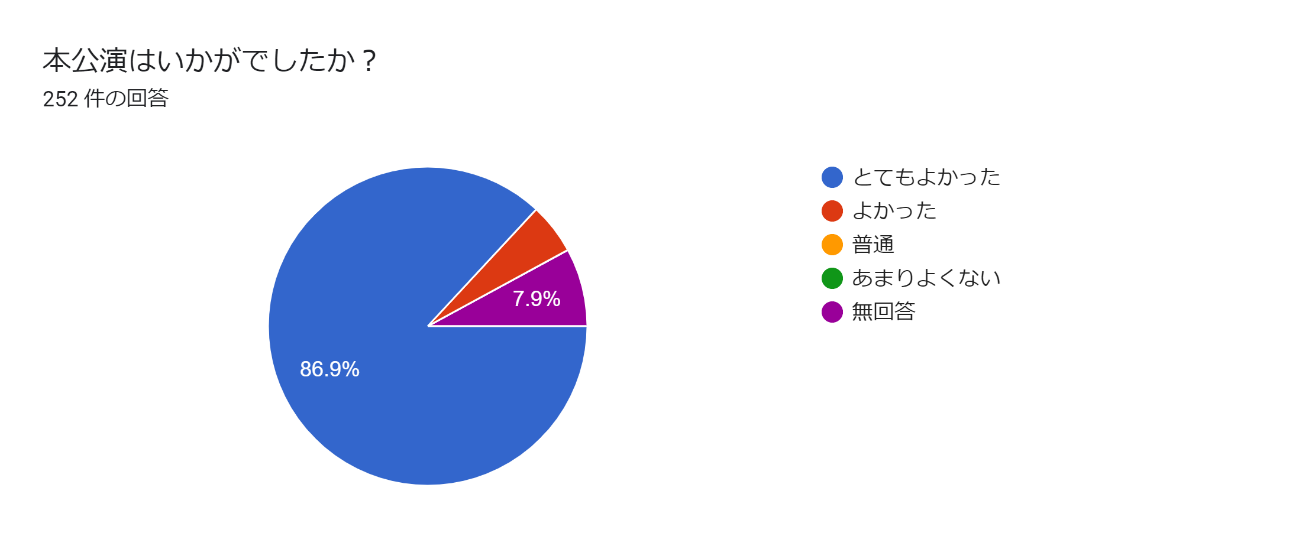 本公演はいかがでしたか？
252 件の回答
とてもよかった
よかった
普通
あまりよくない
無回答
7.9%
86.9%